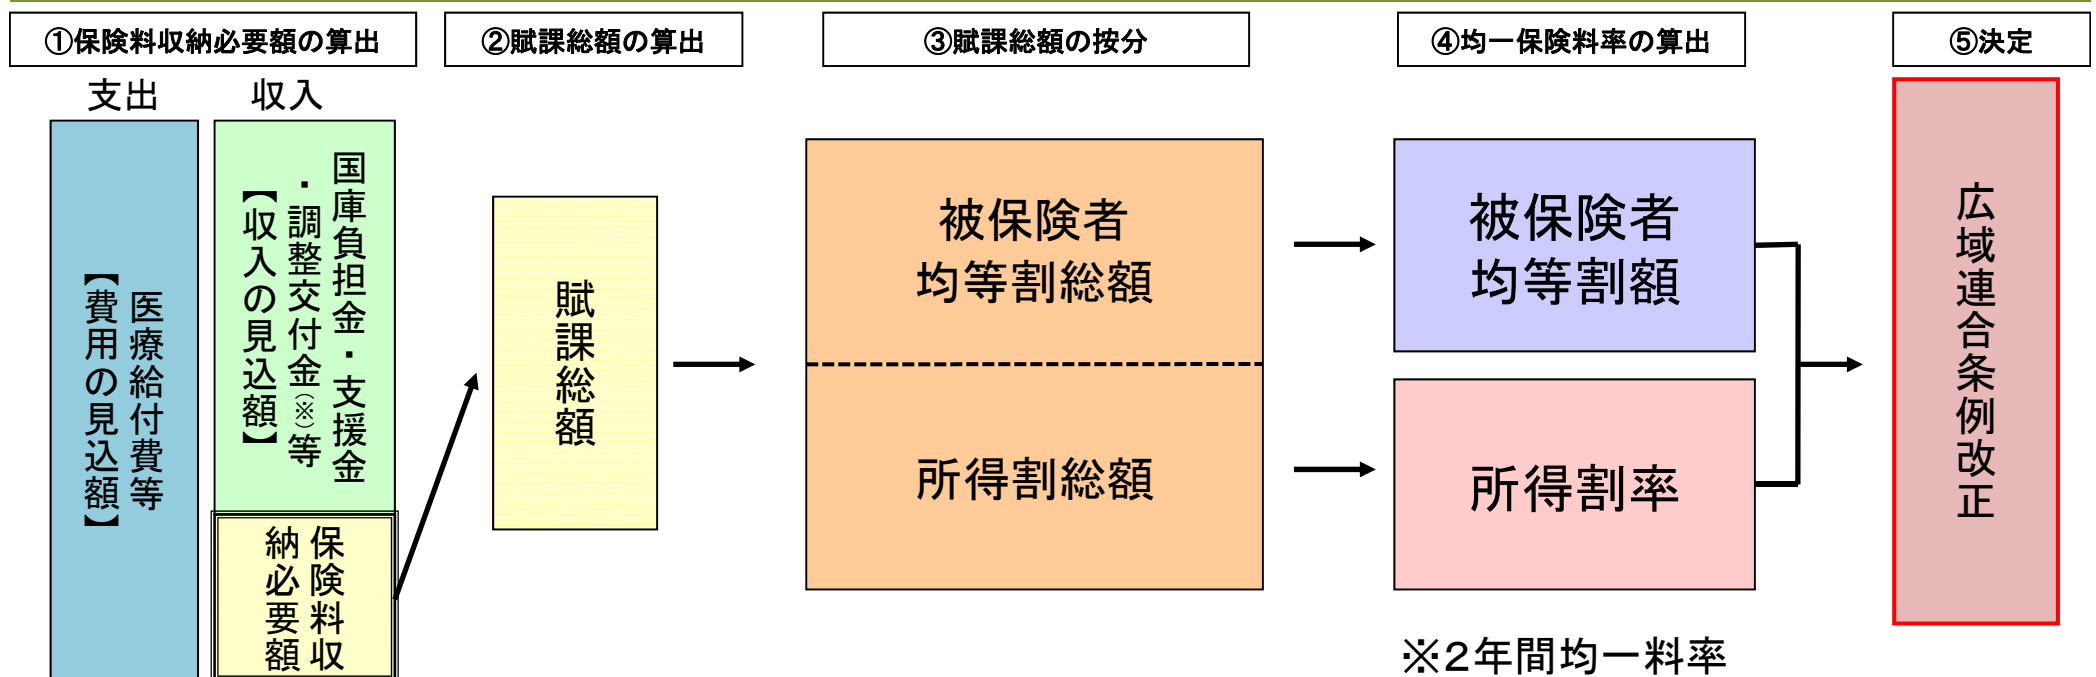 ①保険料収納必要額の算出
②賦課総額の算出
③賦課総額の按分
④均一保険料率の算出
⑤決定
支出
収入
医療給付費等
【費用の見込額】
国庫負担金・支援金
・調整交付金(※)等
【収入の見込額】
保険料収
納必要額
賦課総額
被保険者
均等割総額
所得割総額
被保険者
均等割額
所得割率
※2年間均一料率
広域連合条例改正